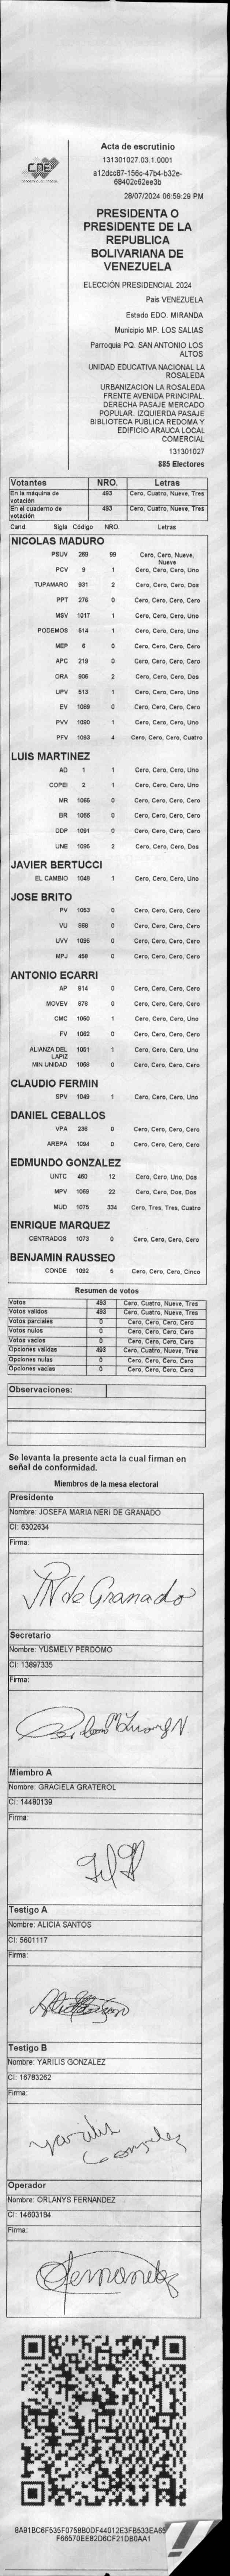 CNE
Acta de escrutinio
131301027.03.1.0001
a12dcc87-156c-47b4-b32e-
68402c62ee3b
28/07/2024 06:59:29 PM
PRESIDENTA O
PRESIDENTE DE LA
REPUBLICA
BOLIVARIANA DE
VENEZUELA
ELECCIÓN PRESIDENCIAL 2024
Pais VENEZUELA
Estado EDO. MIRANDA
Municipio MP. LOS SALIAS
Parroquia PQ. SAN ANTONIO LOS
ALTOS
UNIDAD EDUCATIVA NACIONAL LA
ROSALEDA
URBANIZACION LA ROSALEDA
FRENTE AVENIDA PRINCIPAL.
DERECHA PASAJE MERCADO
POPULAR. IZQUIERDA PASAJE
BIBLIOTECA PUBLICA REDOMA Y
EDIFICIO ARAUCA LOCAL
COMERCIAL
131301027
885 Electores
Votantes NRO. Letras
En la máquina de votación 493 Cero, Cuatro, Nueve, Tres
En el cuaderno de votación 493 Cero, Cuatro, Nueve, Tres
Cand. Sigla Código NRO. Letras
NICOLAS MADURO
PSUV 269 99 Cero, Cero, Nueve, Nueve
PCV 9 1 Cero, Cero, Cero, Uno
TUPAMARO 931 2 Cero, Cero, Cero, Dos
PPT 276 0 Cero, Cero, Cero, Cero
MSV 1017 1 Cero, Cero, Cero, Uno
PODEMOS 514 1 Cero, Cero, Cero, Uno
MEP 6 0 Cero, Cero, Cero, Cero
APC 219 0 Cero, Cero, Cero, Cero
ORA 906 2 Cero, Cero, Cero, Dos
UPV 513 1 Cero, Cero, Cero, Uno
EV 1089 0 Cero, Cero, Cero, Cero
PVV 1090 1 Cero, Cero, Cero, Uno
PFV 1093 4 Cero, Cero, Cero, Cuatro
LUIS MARTINEZ
AD 1 1 Cero, Cero, Cero, Uno
COPEI 2 1 Cero, Cero, Cero, Uno
MR 1065 0 Cero, Cero, Cero, Cero
BR 1066 0 Cero, Cero, Cero, Cero
DDP 1091 0 Cero, Cero, Cero, Cero
UNE 1095 2 Cero, Cero, Cero, Dos
JAVIER BERTUCCI
EL CAMBIO 1048 1 Cero, Cero, Cero, Uno
JOSE BRITO
PV 1053 0 Cero, Cero, Cero, Cero
VU 968 0 Cero, Cero, Cero, Cero
UVV 1096 0 Cero, Cero, Cero, Cero
MPJ 459 0 Cero, Cero, Cero, Cero
ANTONIO ECARRI
AP 914 0 Cero, Cero, Cero, Cero
MOVEV 878 0 Cero, Cero, Cero, Cero
CMC 1050 1 Cero, Cero, Cero, Uno
FV 1062 0 Cero, Cero, Cero, Cero
ALIANZA DEL LAPIZ 1051 1 Cero, Cero, Cero, Uno
MIN UNIDAD 1069 0 Cero, Cero, Cero, Cero
CLAUDIO FERMIN
SPV 1049 1 Cero, Cero, Cero, Uno
DANIEL CEBALLOS
VPA 236 0 Cero, Cero, Cero, Cero
AREPA 1094 0 Cero, Cero, Cero, Cero
EDMUNDO GONZALEZ
UNTC 460 12 Cero, Cero, Uno, Dos
MPV 1069 22 Cero, Cero, Dos, Dos
MUD 1075 334 Cero, Tres, Tres, Cuatro
ENRIQUE MARQUEZ
CENTRADOS 1073 0 Cero, Cero, Cero, Cero
BENJAMIN RAUSSEO
CONDE 1092 5 Cero, Cero, Cero, Cinco
Resumen de votos
Votos 493 Cero, Cuatro, Nueve, Tres
Votos validos 493 Cero, Cuatro, Nueve, Tres
Votos parciales 0 Cero, Cero, Cero, Cero
Votos nulos 0 Cero, Cero, Cero, Cero
Votos vacios 0 Cero, Cero, Cero, Cero
Opciones validas 493 Cero, Cuatro, Nueve, Tres
Opciones nulas 0 Cero, Cero, Cero, Cero
Opciones vacias 0 Cero, Cero, Cero, Cero
Observaciones:
Se levanta la presente acta la cual firman en
señal de conformidad.
Miembros de la mesa electoral
Presidente
Nombre: JOSEFA MARIA NERI DE GRANADO
CI: 6302634
Firma:
JN de Granado
Secretario
Nombre: YUSMELY PERDOMO
CI: 13897335
Firma:
Miembro A
Nombre: GRACIELA GRATEROL
CI: 14480139
Firma:
Testigo A
Nombre: ALICIA SANTOS
CI: 5601117
Firma:
Testigo B
Nombre: YARILIS GONZALEZ
CI: 16783262
Firma:
Yarilis
Gonzalez
Operador
Nombre: ORLANYS FERNANDEZ
CI: 14603184
Firma:
Ofernandez
8A91BC6F535F0758B0DF44012E3FB533EA65
F66570EE82D6CF21DB0AA1